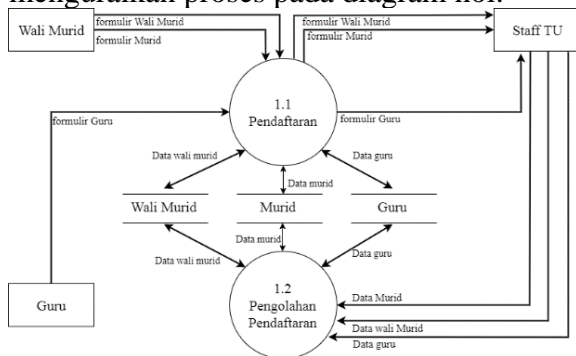 menguraikan proses pada diagram nol.
Wali Murid
formulir Wali Murid
formulir Murid
formulir Wali Murid
formulir Murid
Staff TU
1.1
Pendaftaran
formulir Guru
formulir Guru
Data wali murid
Data murid
Data guru
Wali Murid
Murid
Guru
Data wali murid
Data murid
Data guru
Guru
1.2
Pengolahan
Pendaftaran
Data Murid
Data wali Murid
Data guru